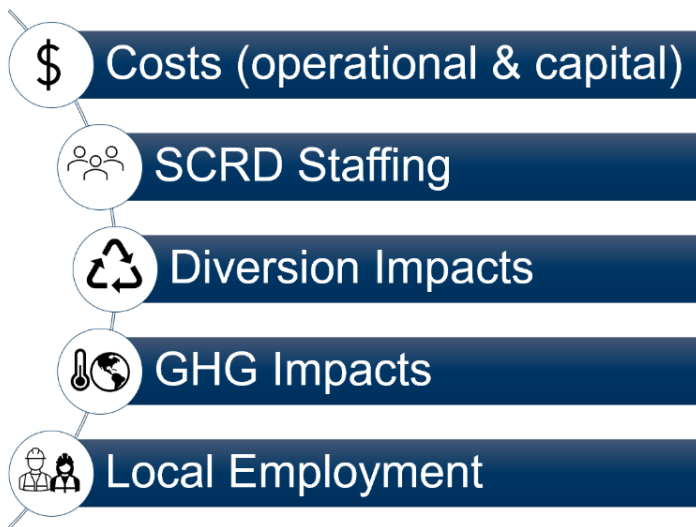 $
Costs (operational & capital)
SCRD Staffing
Diversion Impacts
GHG Impacts
Local Employment